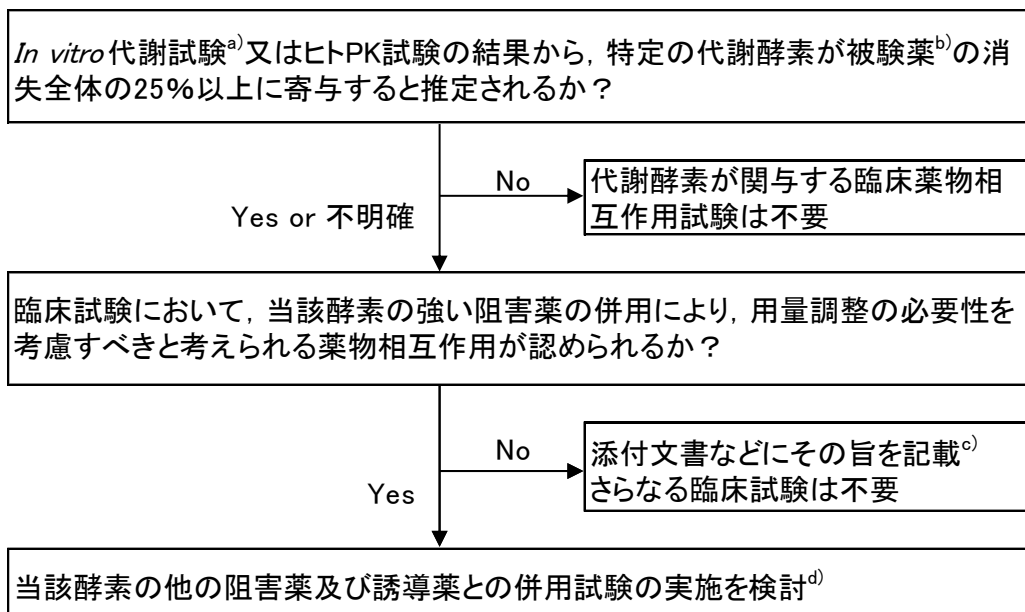 In vitro代謝試験a)又はヒトPK試験の結果から，特定の代謝酵素が被験薬b)の消
失全体の25％以上に寄与すると推定されるか？
No
代謝酵素が関与する臨床薬物相
互作用試験は不要
Yes or 不明確
臨床試験において，当該酵素の強い阻害薬の併用により，用量調整の必要性を
考慮すべきと考えられる薬物相互作用が認められるか？
No
添付文書などにその旨を記載c)
さらなる臨床試験は不要
Yes
当該酵素の他の阻害薬及び誘導薬との併用試験の実施を検討d)